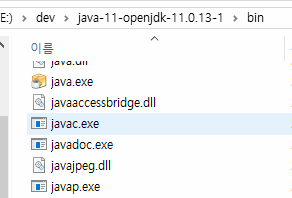 E:) > dev > java-11-openjdk-11.0.13-1 > bin
이름
java.dll
java.exe
javaaccessbridge.dll
javac.exe
javadoc.exe
javajpeg.dll
javap.exe